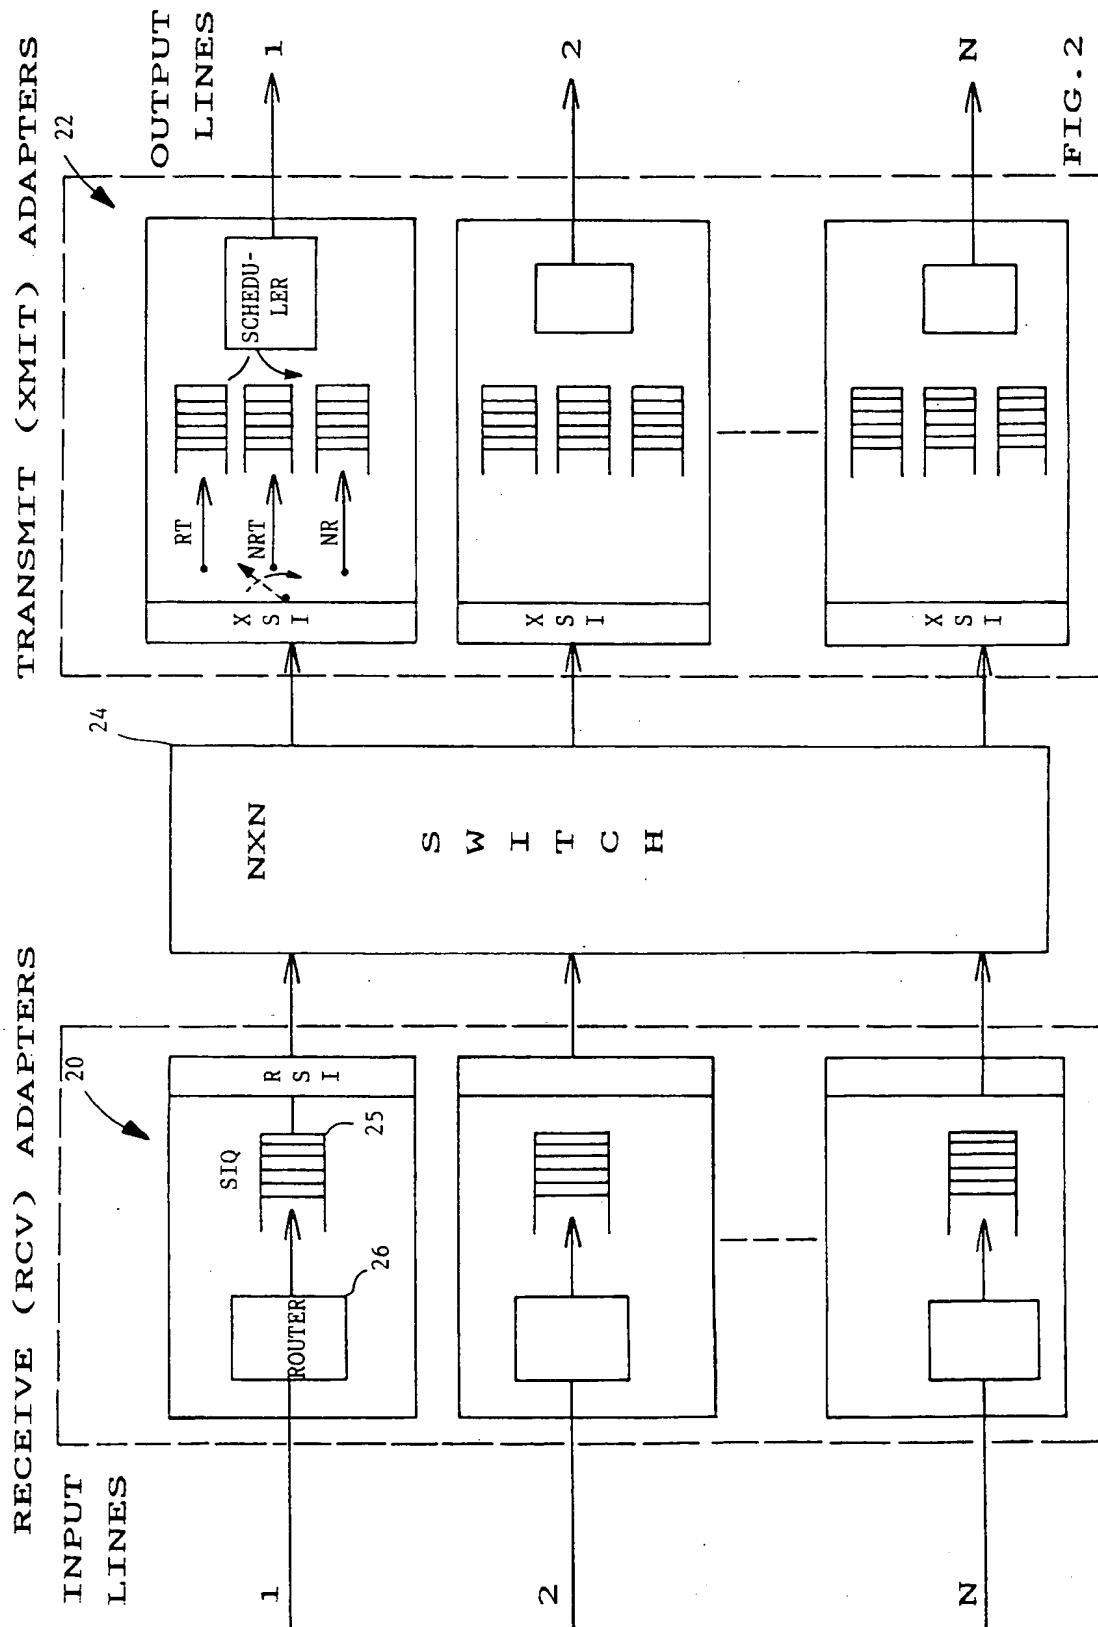 RECEIVE (RCV) ADAPTERS
TRANSMIT (XMIT) ADAPTERS
INPUT
LINES
20
24
22
OUTPUT
LINES
1
ROUTER
26
SIQ
25
R
S
I
NXN
S
W
I
T
C
H
X
S
I
RT
NRT
NR
SCHEDU-
LER
1
2
X
S
I
2
N
X
S
I
N
FIG.2